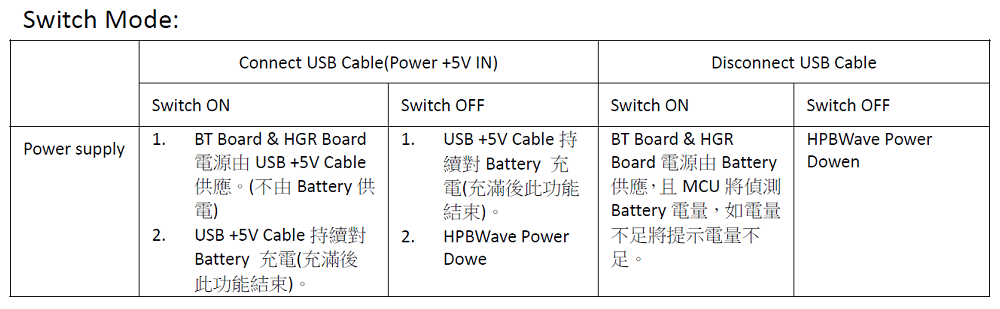 Switch Mode:
Connect USB Cable(Power +5V IN)
Disconnect USB Cable
Switch ON
Switch OFF
Switch ON
Switch OFF
Power supply
1. BT Board & HGR Board
電源由 USB +5V Cable
供應。(不由 Battery 供
電)
2. USB +5V Cable 持續對
Battery 充電(充滿後
此功能結束)。
1. USB +5V Cable 持
續對 Battery 充
電(充滿後此功能
結束)。
2. HPBWave Power
Dowe
BT Board & HGR
Board 電源由 Battery
供應，且 MCU 將偵測
Battery 電量，如電量
不足將提示電量不
足。
HPBWave Power
Dowen